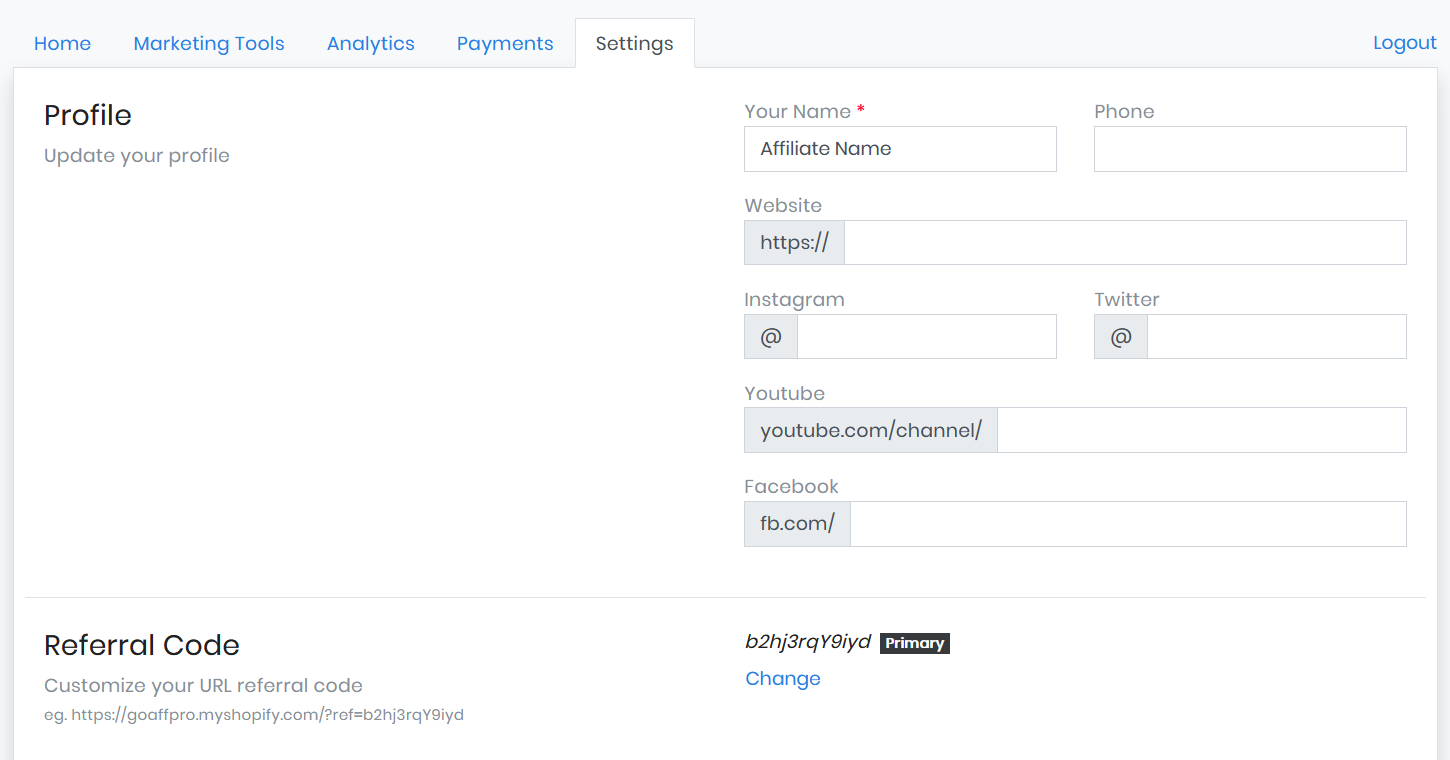 Home Marketing Tools Analytics Payments Settings Logout
Profile
Update your profile
Your Name * Phone
Affiliate Name
Website
https://
Instagram Twitter
@ @
Youtube
youtube.com/channel/
Facebook
fb.com/
Referral Code
Customize your URL referral code
eg. https://goaffpro.myshopify.com/?ref=b2hj3rqY9iyd
b2hj3rqY9iyd Primary
Change